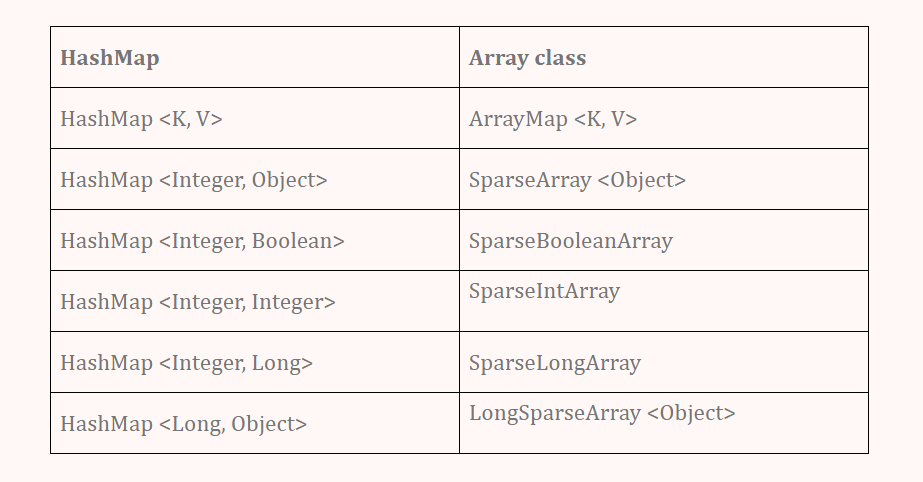 HashMap
Array class
HashMap <K, V>
ArrayMap <K, V>
HashMap <Integer, Object>
SparseArray <Object>
HashMap <Integer, Boolean>
SparseBooleanArray
HashMap <Integer, Integer>
SparseIntArray
HashMap <Integer, Long>
SparseLongArray
HashMap <Long, Object>
LongSparseArray <Object>